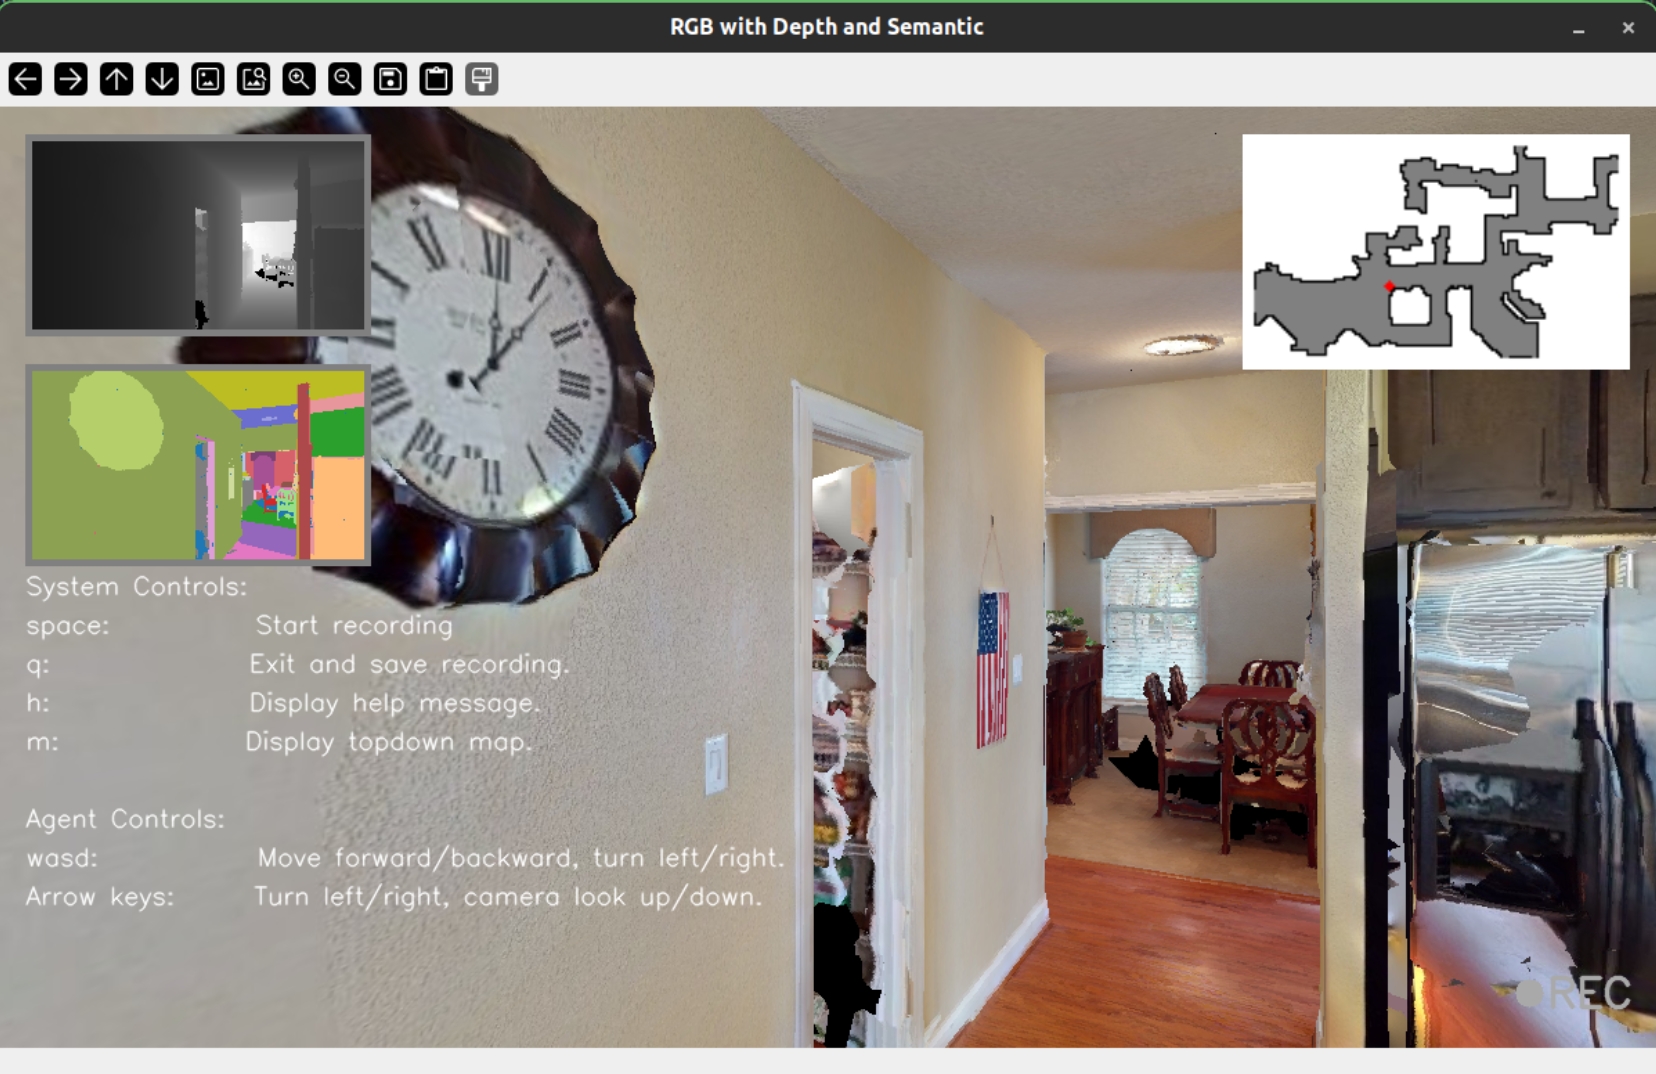 RGB with Depth and Semantic
System Controls:
space: Start recording
q: Exit and save recording.
h: Display help message.
m: Display topdown map.
Agent Controls:
wasd: Move forward/backward, turn left/right.
Arrow keys: Turn left/right, camera look up/down.
REC